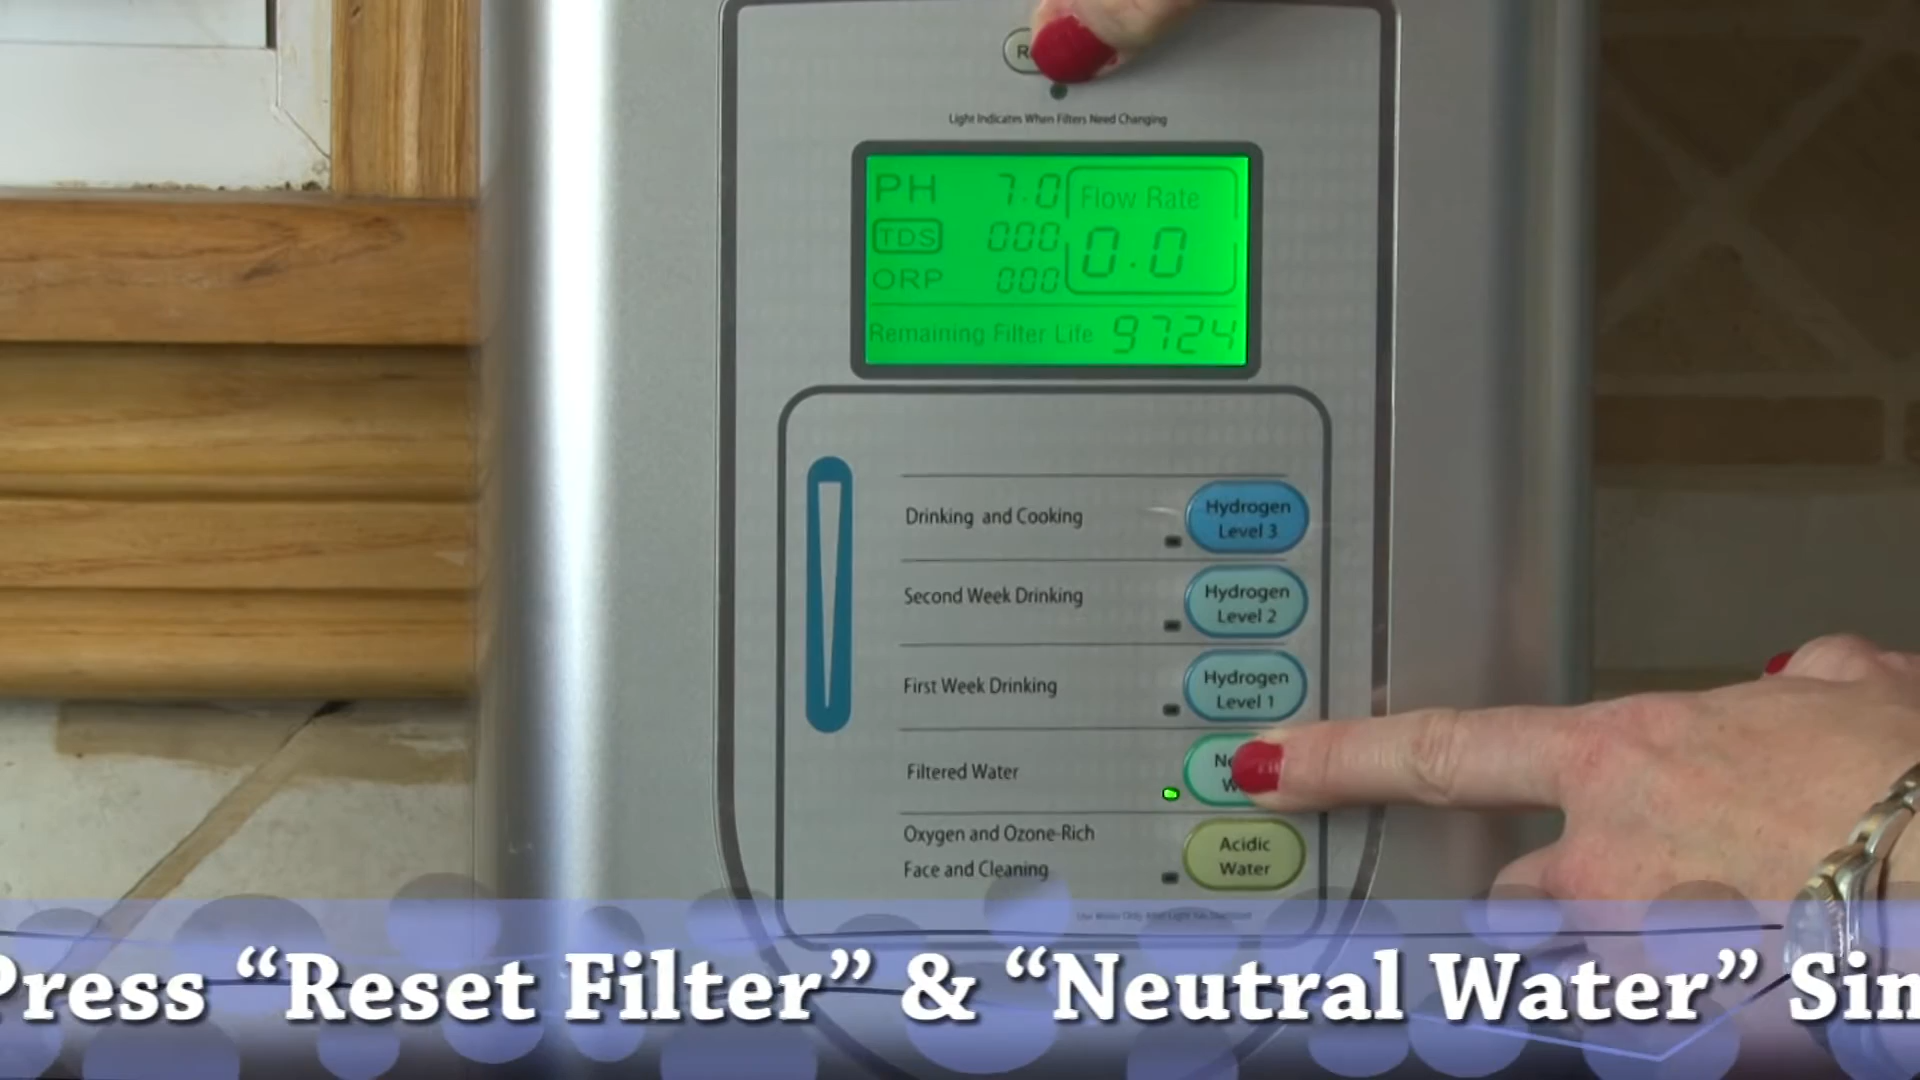 R
Light Indicates When Filters Need Changing
PH 7.0
Flow Rate
TDS 000
0.0
ORP 000
Remaining Filter Life 9724
Drinking and Cooking
Hydrogen
Level 3
Second Week Drinking
Hydrogen
Level 2
First Week Drinking
Hydrogen
Level 1
Filtered Water
Ne
W
Oxygen and Ozone-Rich
Face and Cleaning
Acidic
Water
Press “Reset Filter” & “Neutral Water” Sim